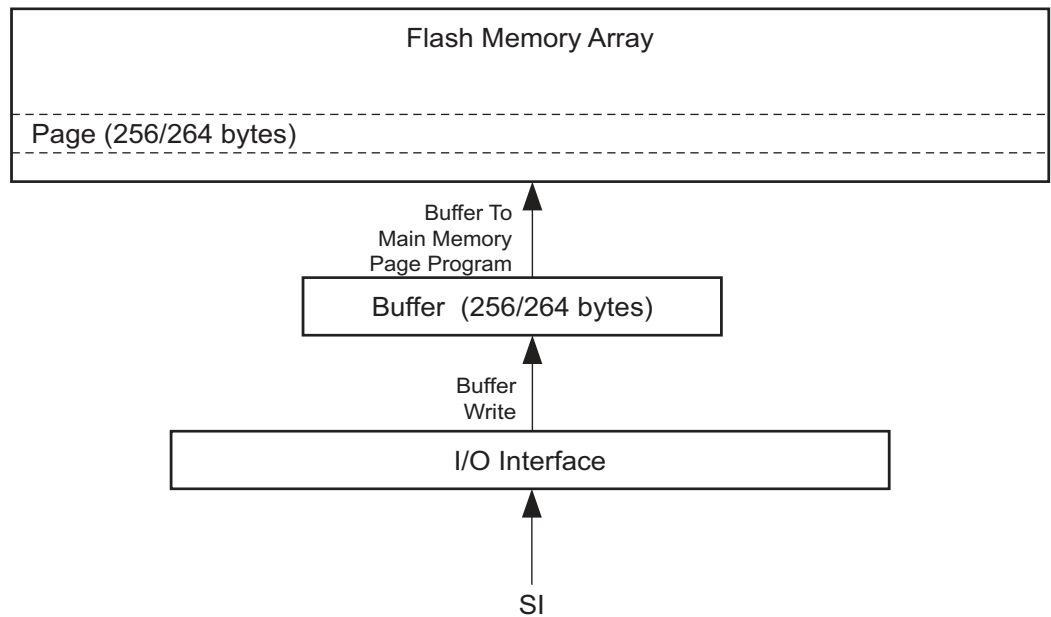 Flash Memory Array
Page (256/264 bytes)
Buffer To
Main Memory
Page Program
Buffer (256/264 bytes)
Buffer
Write
I/O Interface
SI